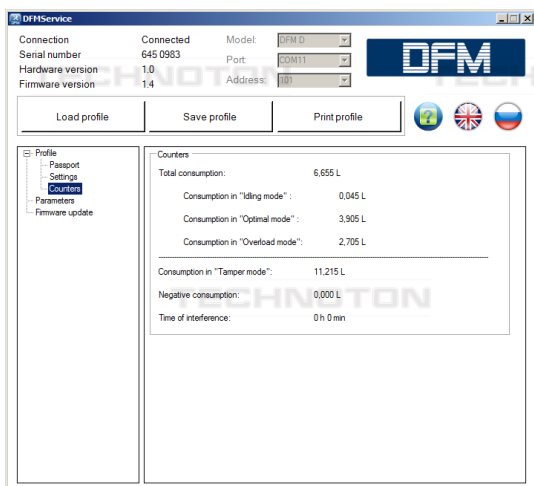 DFMService
Connection Connected Model: DFM D
Serial number 645 0983 Port: COM11
Hardware version 1.0
Firmware version 1.4 Address: 101
DFM
Load profile Save profile Print profile
Profile
Passport
Settings
Counters
Parameters
Firmware update
Counters
Total consumption: 6,655 L
Consumption in "Idling mode" : 0,045 L
Consumption in "Optimal mode" : 3,905 L
Consumption in "Overload mode": 2,705 L
Consumption in "Tamper mode": 11,215 L
Negative consumption: 0,000 L
Time of interference: 0 h 0 min
TECHNOTON
TECHNOTON
TECH